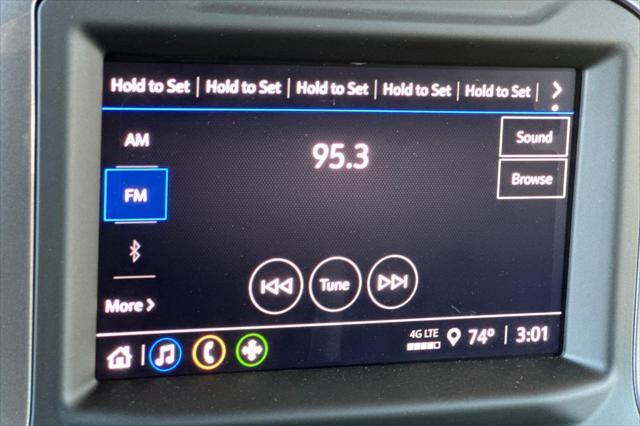 Hold to Set Hold to Set Hold to Set Hold to Set Hold to Set
AM
95.3
Sound
FM
Browse
Tune
More
4G LTE 74° 3:01